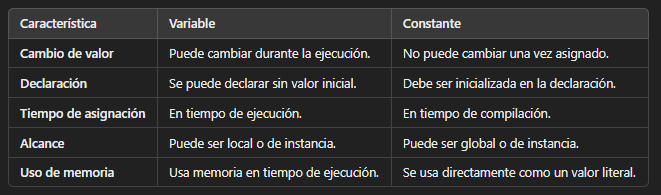 Característica Variable Constante
Cambio de valor Puede cambiar durante la ejecución. No puede cambiar una vez asignado.
Declaración Se puede declarar sin valor inicial. Debe ser inicializada en la declaración.
Tiempo de asignación En tiempo de ejecución. En tiempo de compilación.
Alcance Puede ser local o de instancia. Puede ser global o de instancia.
Uso de memoria Usa memoria en tiempo de ejecución. Se usa directamente como un valor literal.